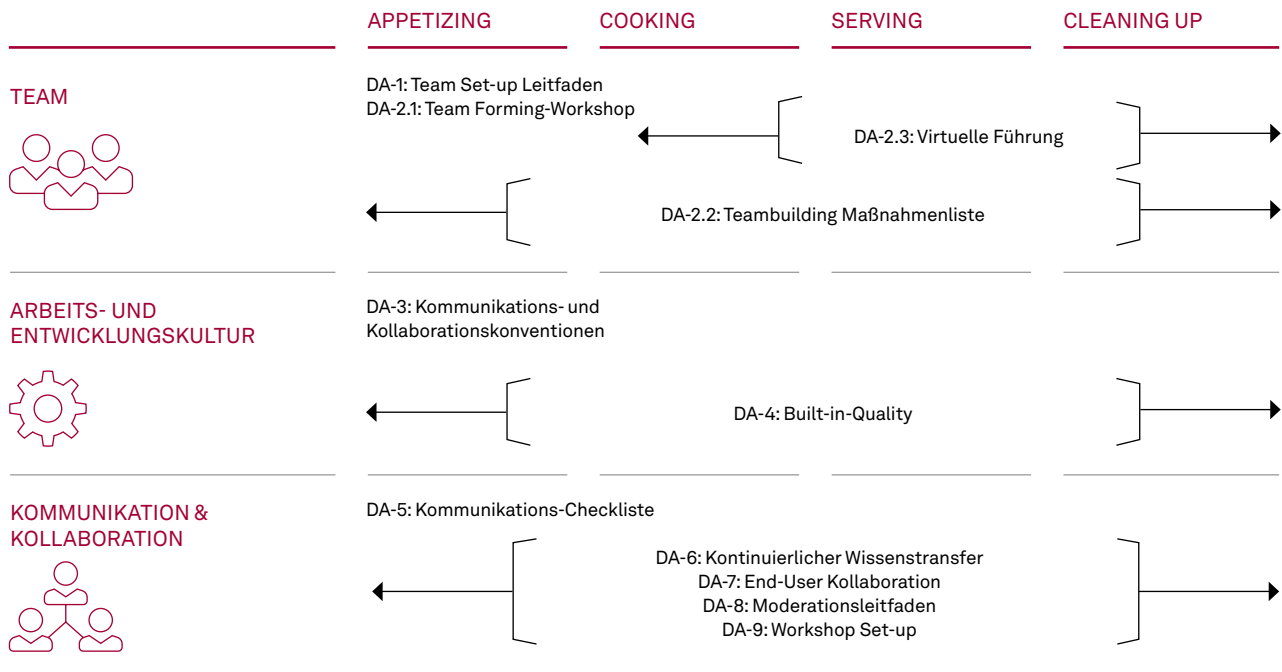 APPETIZING
COOKING
SERVING
CLEANING UP
TEAM
DA-1: Team Set-up Leitfaden
DA-2.1: Team Forming-Workshop
DA-2.3: Virtuelle Führung
DA-2.2: Teambuilding Maßnahmenliste
ARBEITS- UND
ENTWICKLUNGSKULTUR
DA-3: Kommunikations- und
Kollaborationskonventionen
DA-4: Built-in-Quality
KOMMUNIKATION &
KOLLABORATION
DA-5: Kommunikations-Checkliste
DA-6: Kontinuierlicher Wissenstransfer
DA-7: End-User Kollaboration
DA-8: Moderationsleitfaden
DA-9: Workshop Set-up